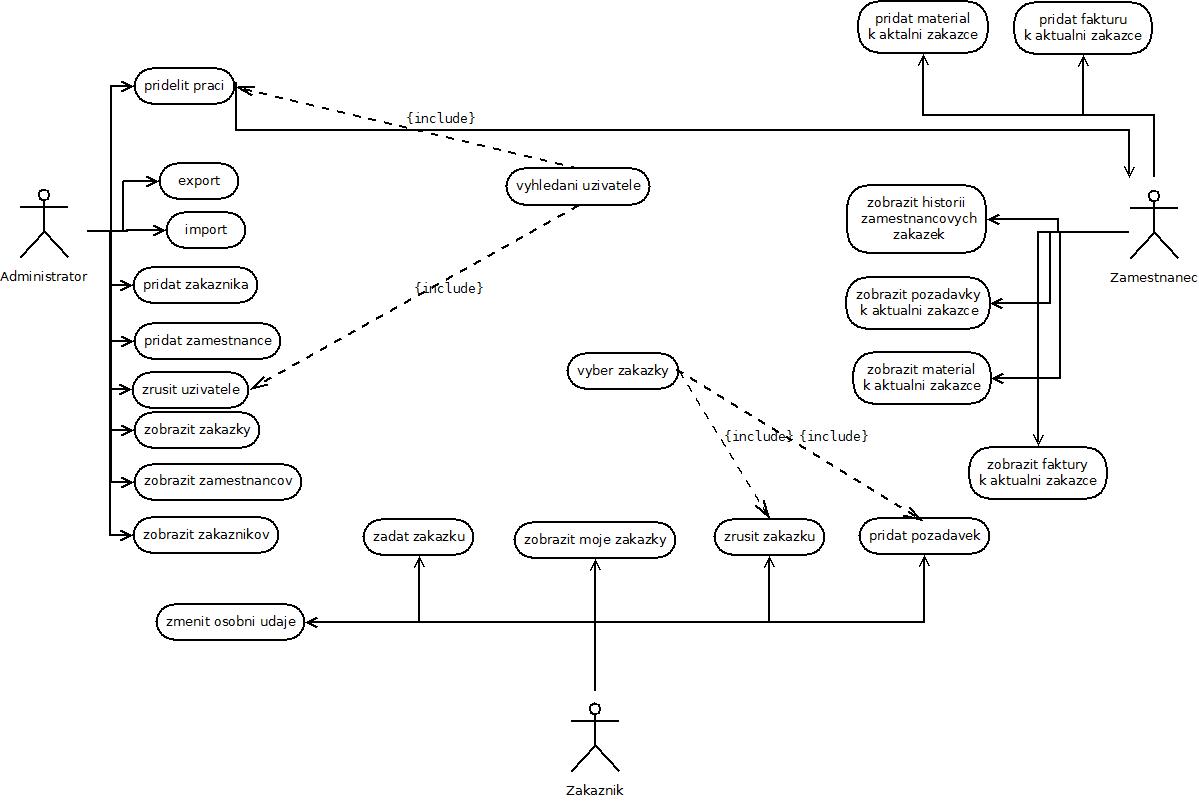 pridat material
k aktalni zakazce
pridat fakturu
k aktualni zakazce
pridelit praci
{include}
export
vyhledani uzivatele
import
zobrazit historii
zamestnancovych
zakazek
Administrator
Zamestnanec
pridat zakaznika
{include}
zobrazit pozadavky
k aktualni zakazce
pridat zamestnance
vyber zakazky
zobrazit material
k aktualni zakazce
zrusit uzivatele
zobrazit zakazky
{include}
{include}
zobrazit zamestnancov
zobrazit faktury
k aktualni zakazce
zobrazit zakaznikov
zadat zakazku
zobrazit moje zakazky
zrusit zakazku
pridat pozadavek
zmenit osobni udaje
Zakaznik